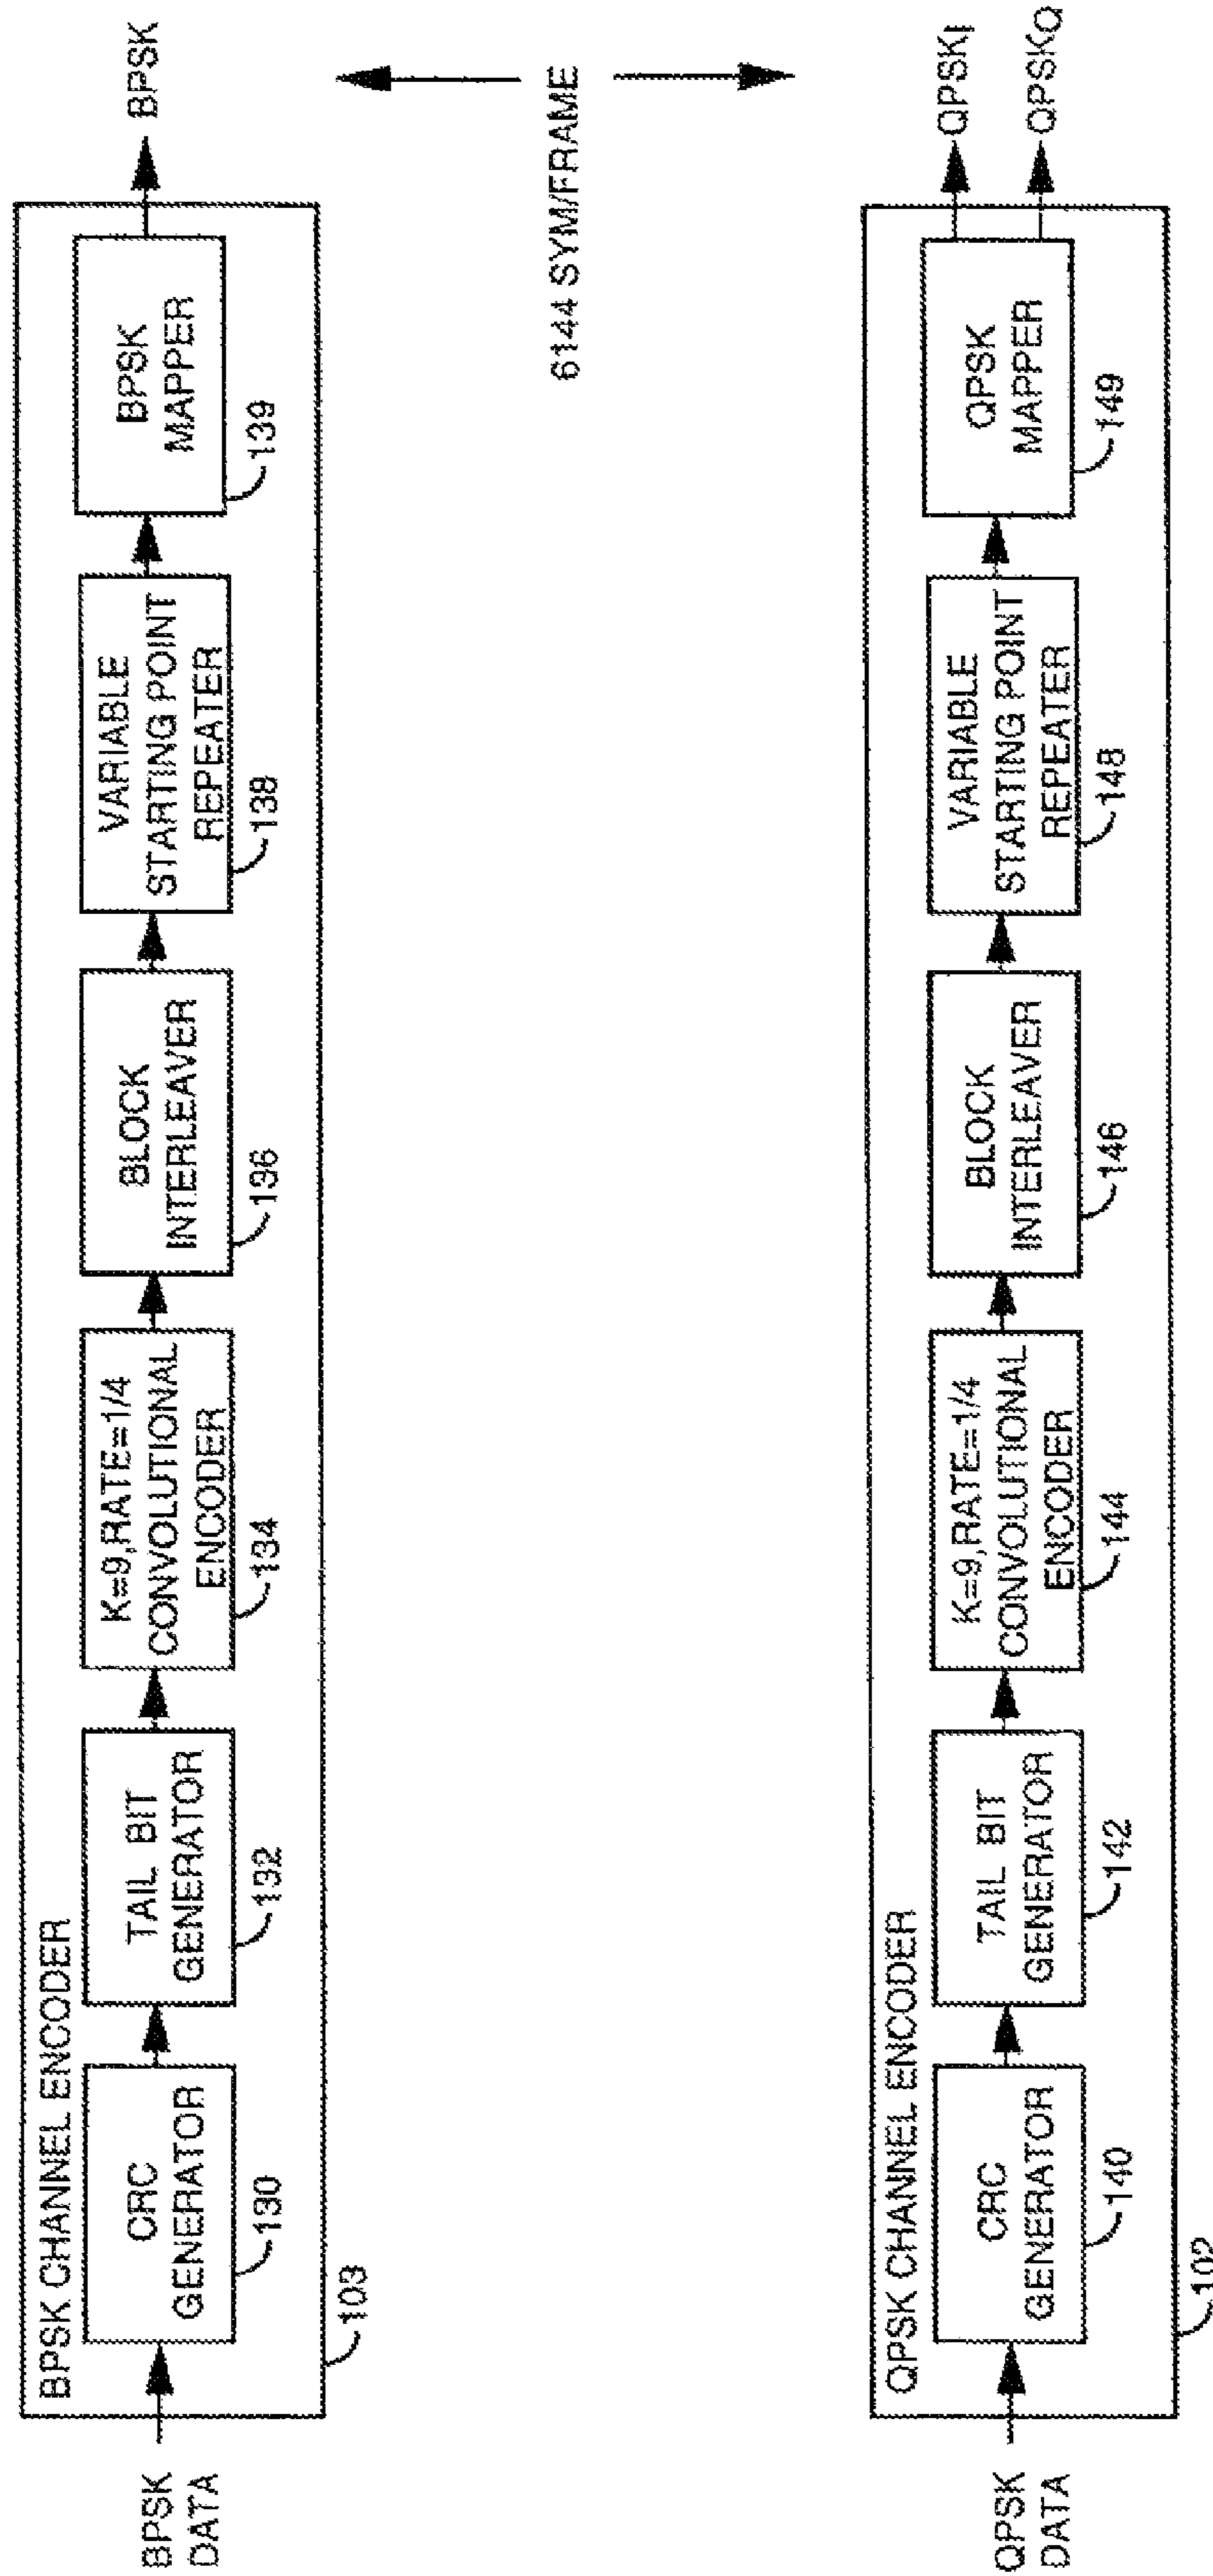 BPSK CHANNEL ENCODER
BPSK
DATA
CRC
GENERATOR
130
TAIL BIT
GENERATOR
132
K=9,RATE=1/4
CONVOLUTIONAL
ENCODER
134
BLOCK
INTERLEAVER
136
VARIABLE
STARTING POINT
REPEATER
138
BPSK
MAPPER
139
BPSK
103
6144 SYM/FRAME
QPSK CHANNEL ENCODER
QPSK
DATA
CRC
GENERATOR
140
TAIL BIT
GENERATOR
142
K=9,RATE=1/4
CONVOLUTIONAL
ENCODER
144
BLOCK
INTERLEAVER
146
VARIABLE
STARTING POINT
REPEATER
148
QPSK
MAPPER
149
QPSKI
QPSKQ
102